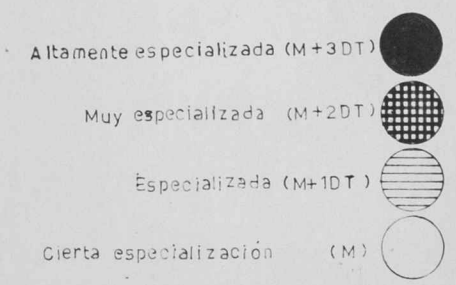 Altamente especializada (M+3DT)
Muy especializada (M+2DT)
Especializada (M+1DT)
Cierta especialización (M)